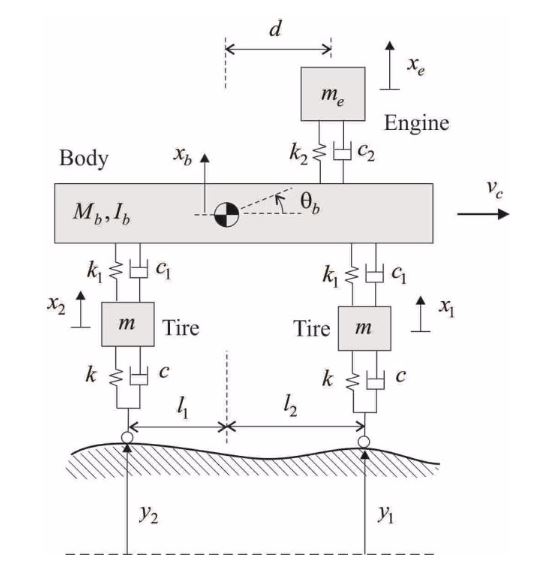 d
x_e
m_e
Engine
k_2 c_2
Body x_b
θ_b
v_c
M_b, I_b
k_1 c_1 k_1 c_1
x_2 x_1
m Tire Tire m
k c k c
l_1 l_2
y_2 y_1